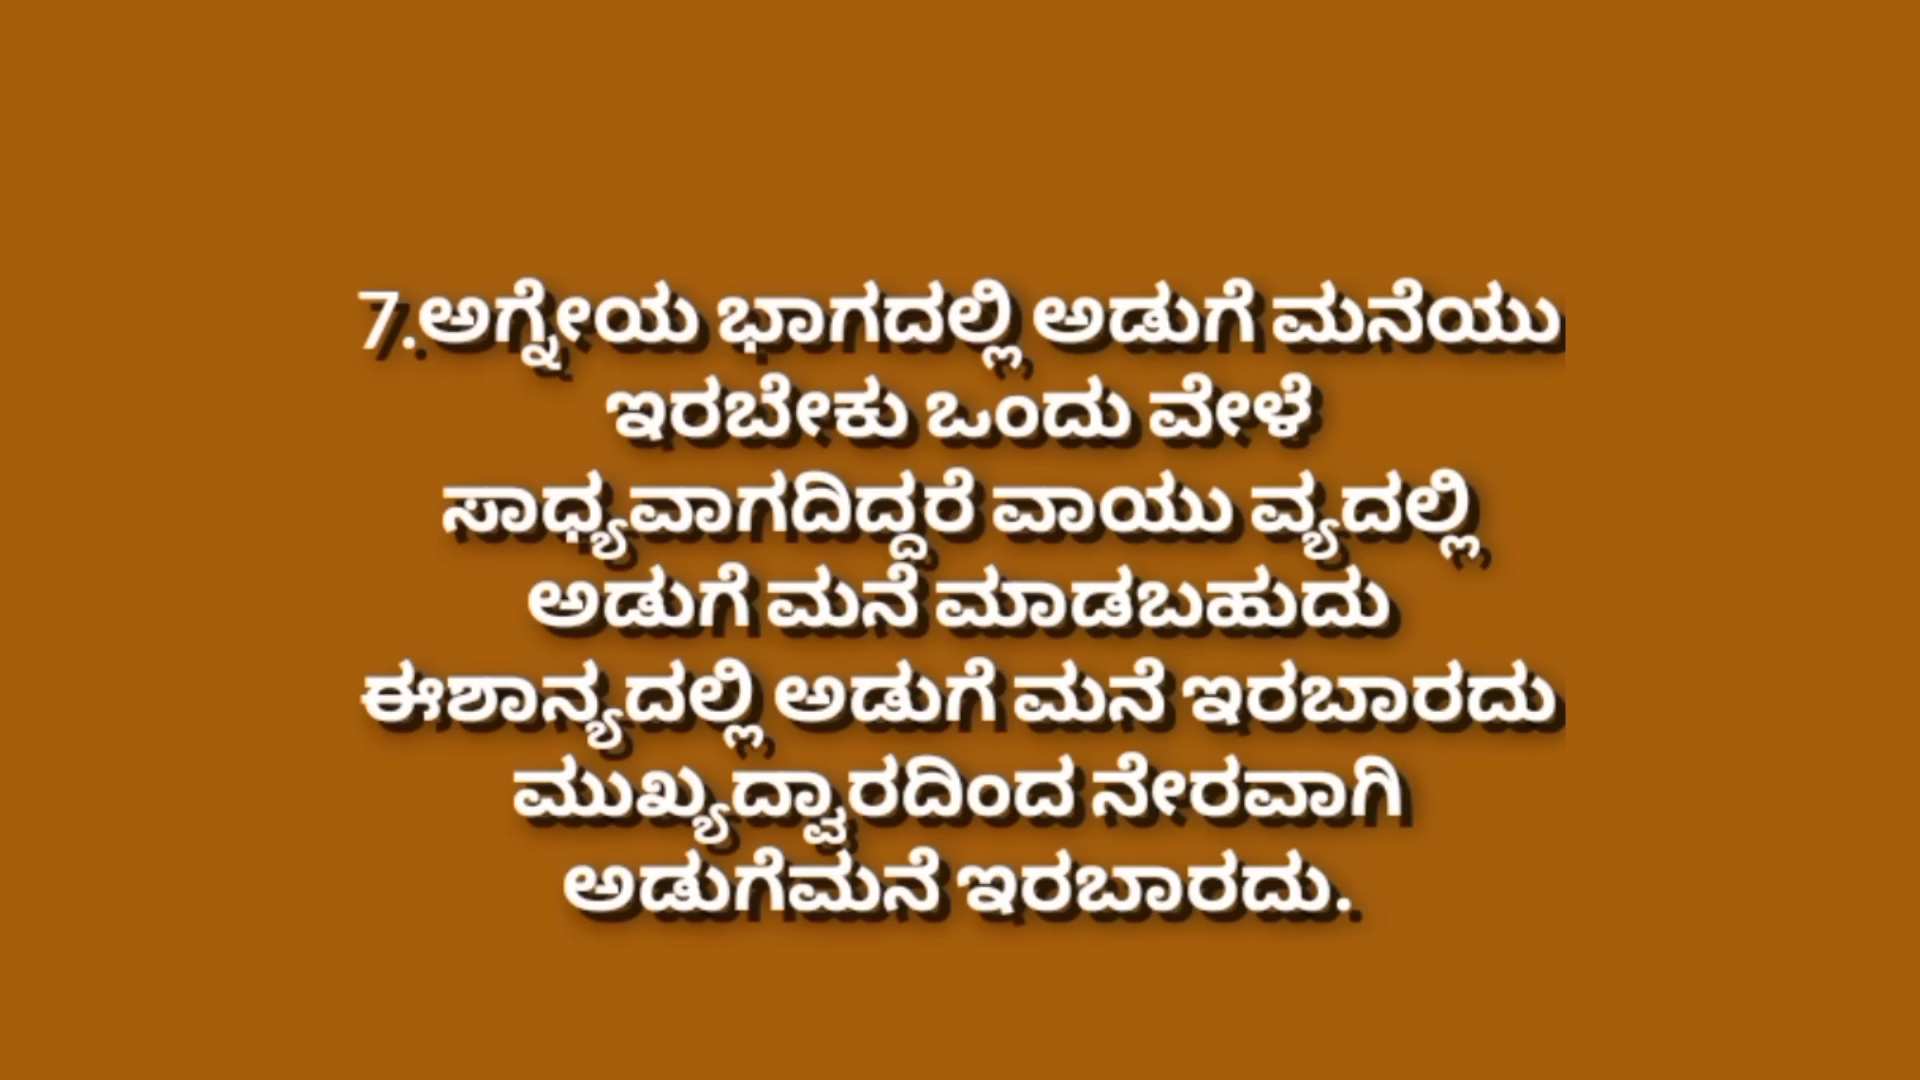 7.ಅಗ್ನೇಯ ಭಾಗದಲ್ಲಿ ಅಡುಗೆ ಮನೆಯು
ಇರಬೇಕು ಒಂದು ವೇಳೆ
ಸಾಧ್ಯವಾಗದಿದ್ದರೆ ವಾಯು ವ್ಯದಲ್ಲಿ
ಅಡುಗೆ ಮನೆ ಮಾಡಬಹುದು
ಈಶಾನ್ಯದಲ್ಲಿ ಅಡುಗೆ ಮನೆ ಇರಬಾರದು
ಮುಖ್ಯದ್ವಾರದಿಂದ ನೇರವಾಗಿ
ಅಡುಗೆಮನೆ ಇರಬಾರದು.